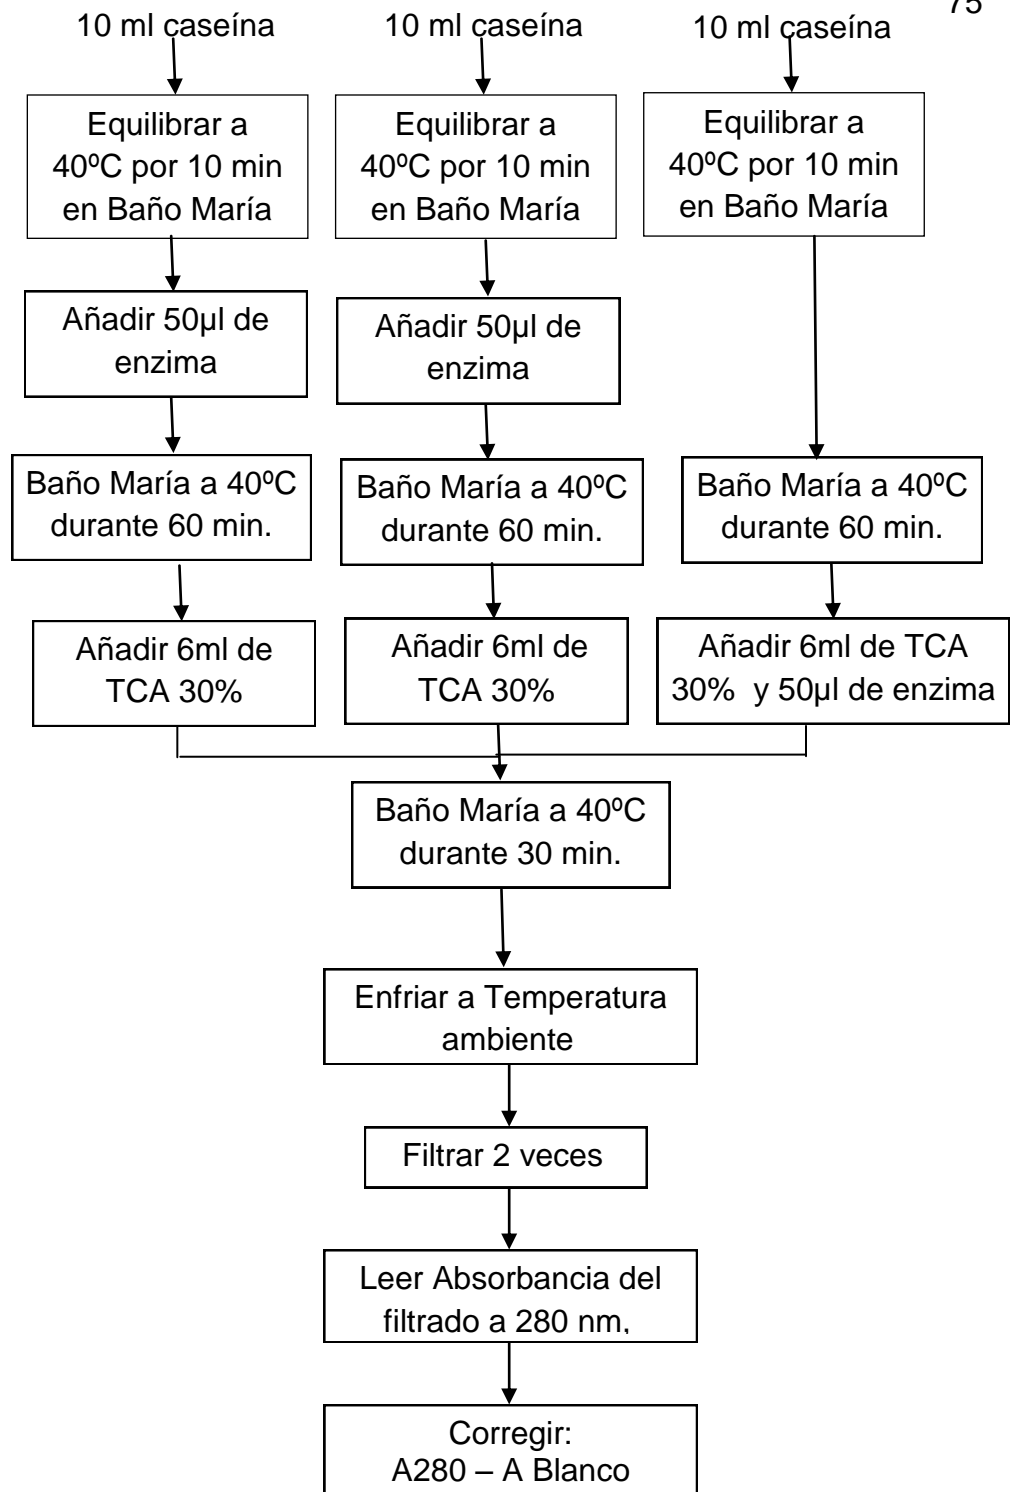 75
10 ml caseína
10 ml caseína
10 ml caseína
Equilibrar a
40ºC por 10 min
en Baño María
Equilibrar a
40ºC por 10 min
en Baño María
Equilibrar a
40ºC por 10 min
en Baño María
Añadir 50µl de
enzima
Añadir 50µl de
enzima
Baño María a 40ºC
durante 60 min.
Baño María a 40ºC
durante 60 min.
Baño María a 40ºC
durante 60 min.
Añadir 6ml de
TCA 30%
Añadir 6ml de
TCA 30%
Añadir 6ml de TCA
30% y 50µl de enzima
Baño María a 40ºC
durante 30 min.
Enfriar a Temperatura
ambiente
Filtrar 2 veces
Leer Absorbancia del
filtrado a 280 nm,
Corregir:
A280 – A Blanco